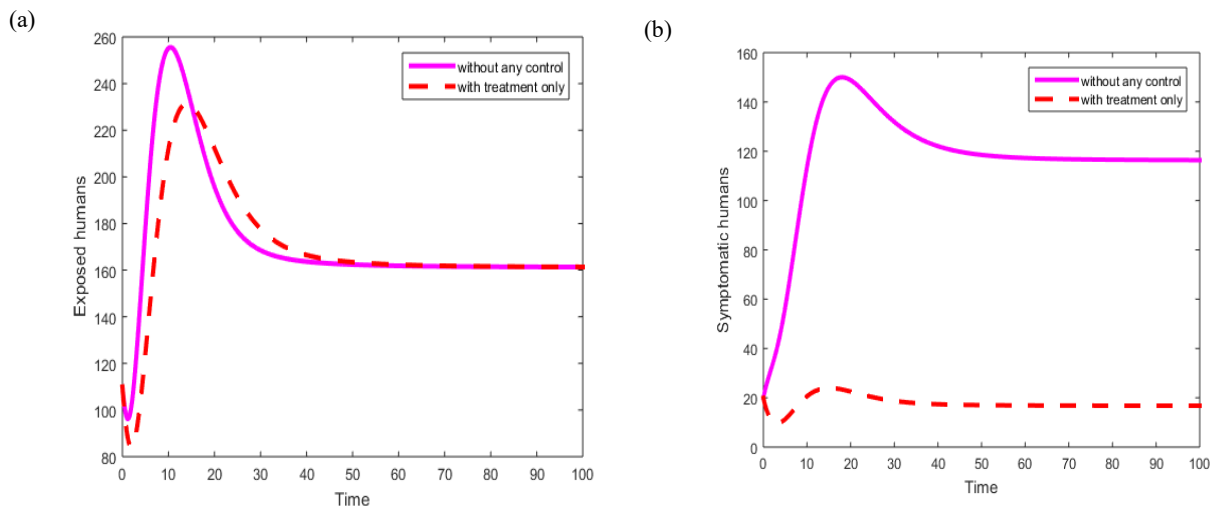 (a)
260
240
220
200
180
160
140
120
100
80
Exposed humans
without any control
with treatment only
0 10 20 30 40 50 60 70 80 90 100
Time
(b)
160
140
120
100
80
60
40
20
0
Symptomatic humans
without any control
with treatment only
0 10 20 30 40 50 60 70 80 90 100
Time